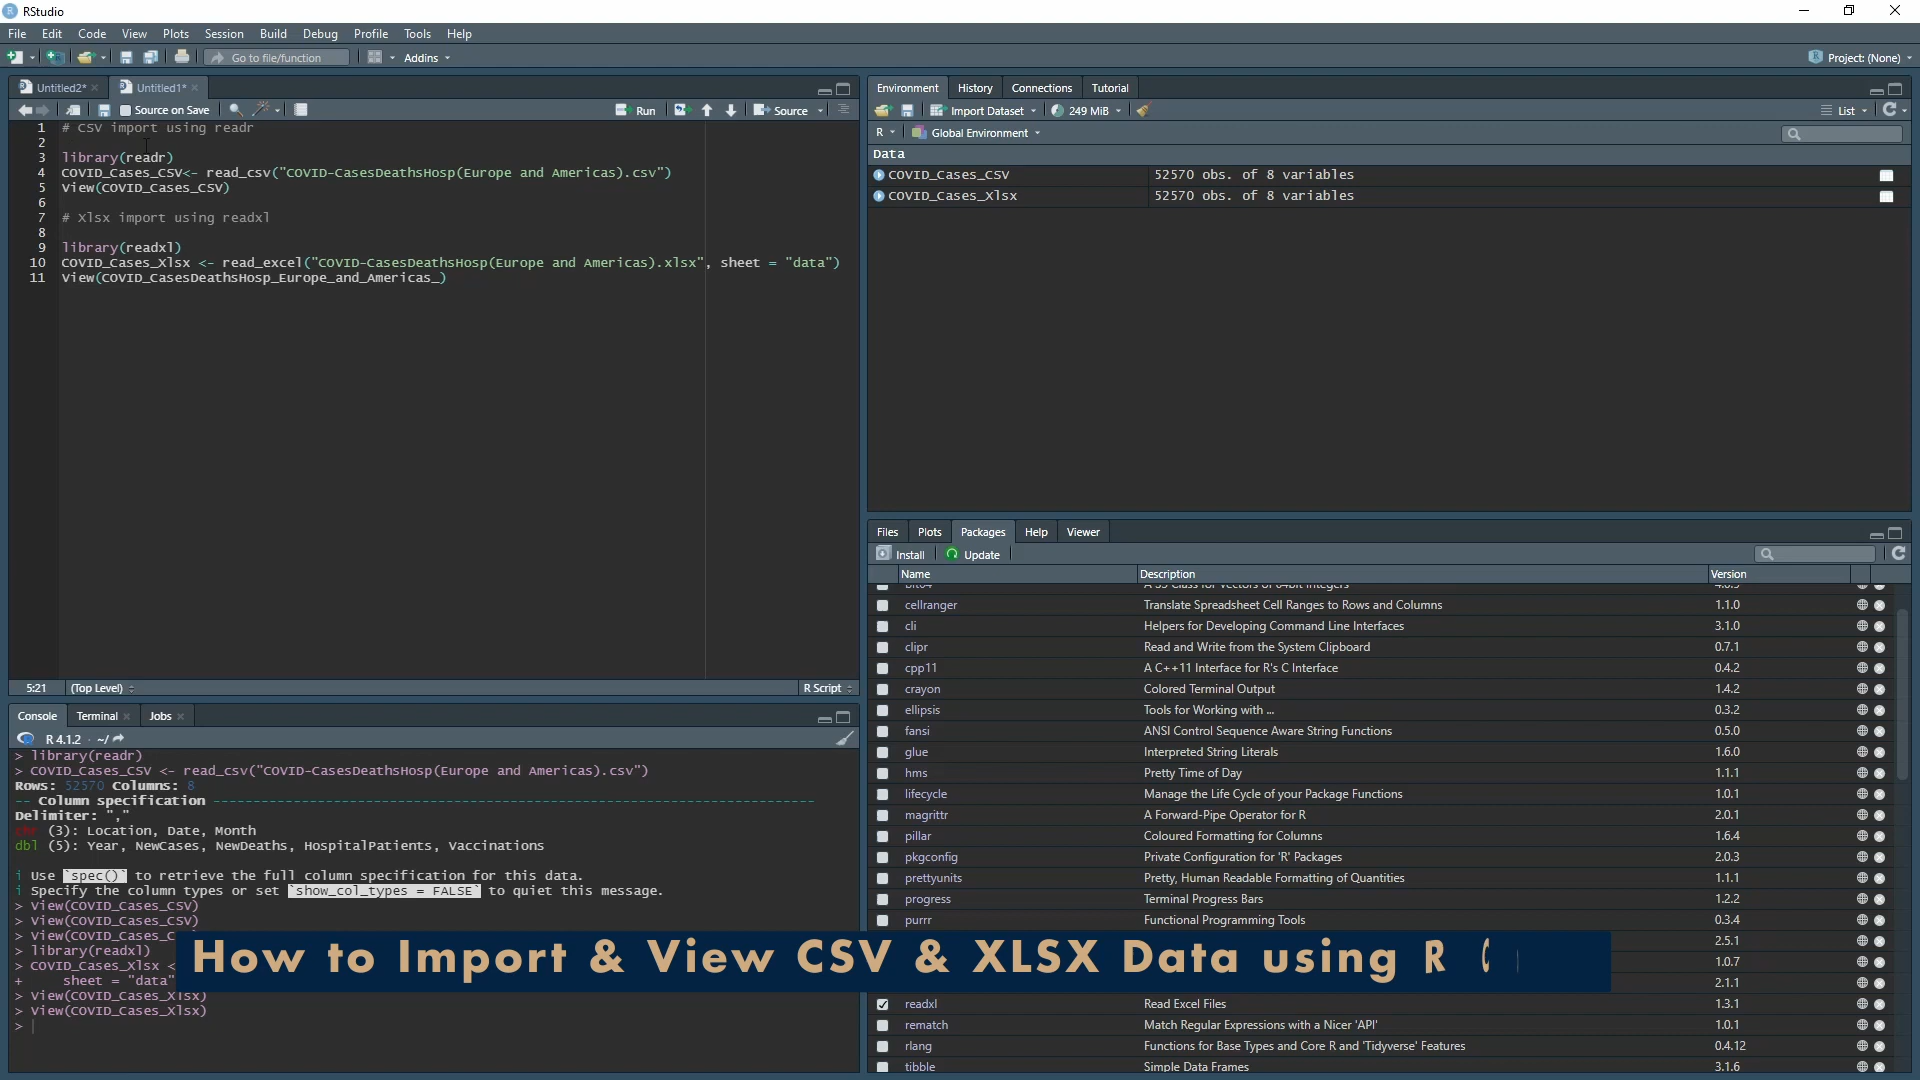 RStudio
File Edit Code View Plots Session Build Debug Profile Tools Help
Go to file/function Addins Project: (None)
Untitled2* Untitled1*
Source on Save Run Source
1 # CSV import using readr
2
3 library(readr)
4 COVID_Cases_CSV<- read_csv("COVID-CasesDeathsHosp(Europe and Americas).csv")
5 View(COVID_Cases_CSV)
6
7 # Xlsx import using readxl
8
9 library(readxl)
10 COVID_Cases_Xlsx <- read_excel("COVID-CasesDeathsHosp(Europe and Americas).xlsx", sheet = "data")
11 View(COVID_CasesDeathsHosp_Europe_and_Americas_)
5:21 (Top Level) R Script
Console Terminal Jobs
R 4.1.2 · ~/
> library(readr)
> COVID_Cases_CSV <- read_csv("COVID-CasesDeathsHosp(Europe and Americas).csv")
Rows: 52570 Columns: 8
-- Column specification ---------------------------------------------------------------------------
Delimiter: ","
chr (3): Location, Date, Month
dbl (5): Year, NewCases, NewDeaths, HospitalPatients, Vaccinations
i Use `spec()` to retrieve the full column specification for this data.
i Specify the column types or set `show_col_types = FALSE` to quiet this message.
> View(COVID_Cases_CSV)
> View(COVID_Cases_CSV)
> View(COVID_Cases_C
> library(readxl)
> COVID_Cases_Xlsx <
+ sheet = "data"
> View(COVID_Cases_Xlsx)
> View(COVID_Cases_Xlsx)
>
Environment History Connections Tutorial
Import Dataset 249 MiB List
R Global Environment
Data
COVID_Cases_CSV 52570 obs. of 8 variables
COVID_Cases_Xlsx 52570 obs. of 8 variables
Files Plots Packages Help Viewer
Install Update
Name Description Version
cellranger Translate Spreadsheet Cell Ranges to Rows and Columns 1.1.0
cli Helpers for Developing Command Line Interfaces 3.1.0
clipr Read and Write from the System Clipboard 0.7.1
cpp11 A C++11 Interface for R's C Interface 0.4.2
crayon Colored Terminal Output 1.4.2
ellipsis Tools for Working with ... 0.3.2
fansi ANSI Control Sequence Aware String Functions 0.5.0
glue Interpreted String Literals 1.6.0
hms Pretty Time of Day 1.1.1
lifecycle Manage the Life Cycle of your Package Functions 1.0.1
magrittr A Forward-Pipe Operator for R 2.0.1
pillar Coloured Formatting for Columns 1.6.4
pkgconfig Private Configuration for 'R' Packages 2.0.3
prettyunits Pretty, Human Readable Formatting of Quantities 1.1.1
progress Terminal Progress Bars 1.2.2
purrr Functional Programming Tools 0.3.4
2.5.1
1.0.7
2.1.1
readxl Read Excel Files 1.3.1
rematch Match Regular Expressions with a Nicer 'API' 1.0.1
rlang Functions for Base Types and Core R and 'Tidyverse' Features 0.4.12
tibble Simple Data Frames 3.1.6
How to Import & View CSV & XLSX Data using R